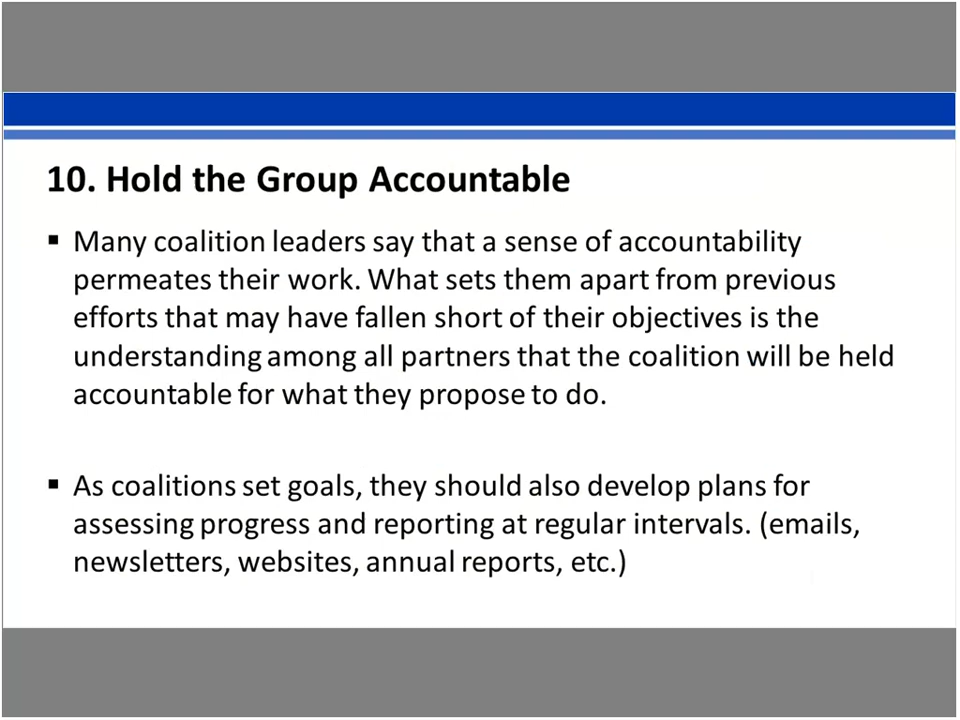 10. Hold the Group Accountable
▪ Many coalition leaders say that a sense of accountability
permeates their work. What sets them apart from previous
efforts that may have fallen short of their objectives is the
understanding among all partners that the coalition will be held
accountable for what they propose to do.
▪ As coalitions set goals, they should also develop plans for
assessing progress and reporting at regular intervals. (emails,
newsletters, websites, annual reports, etc.)